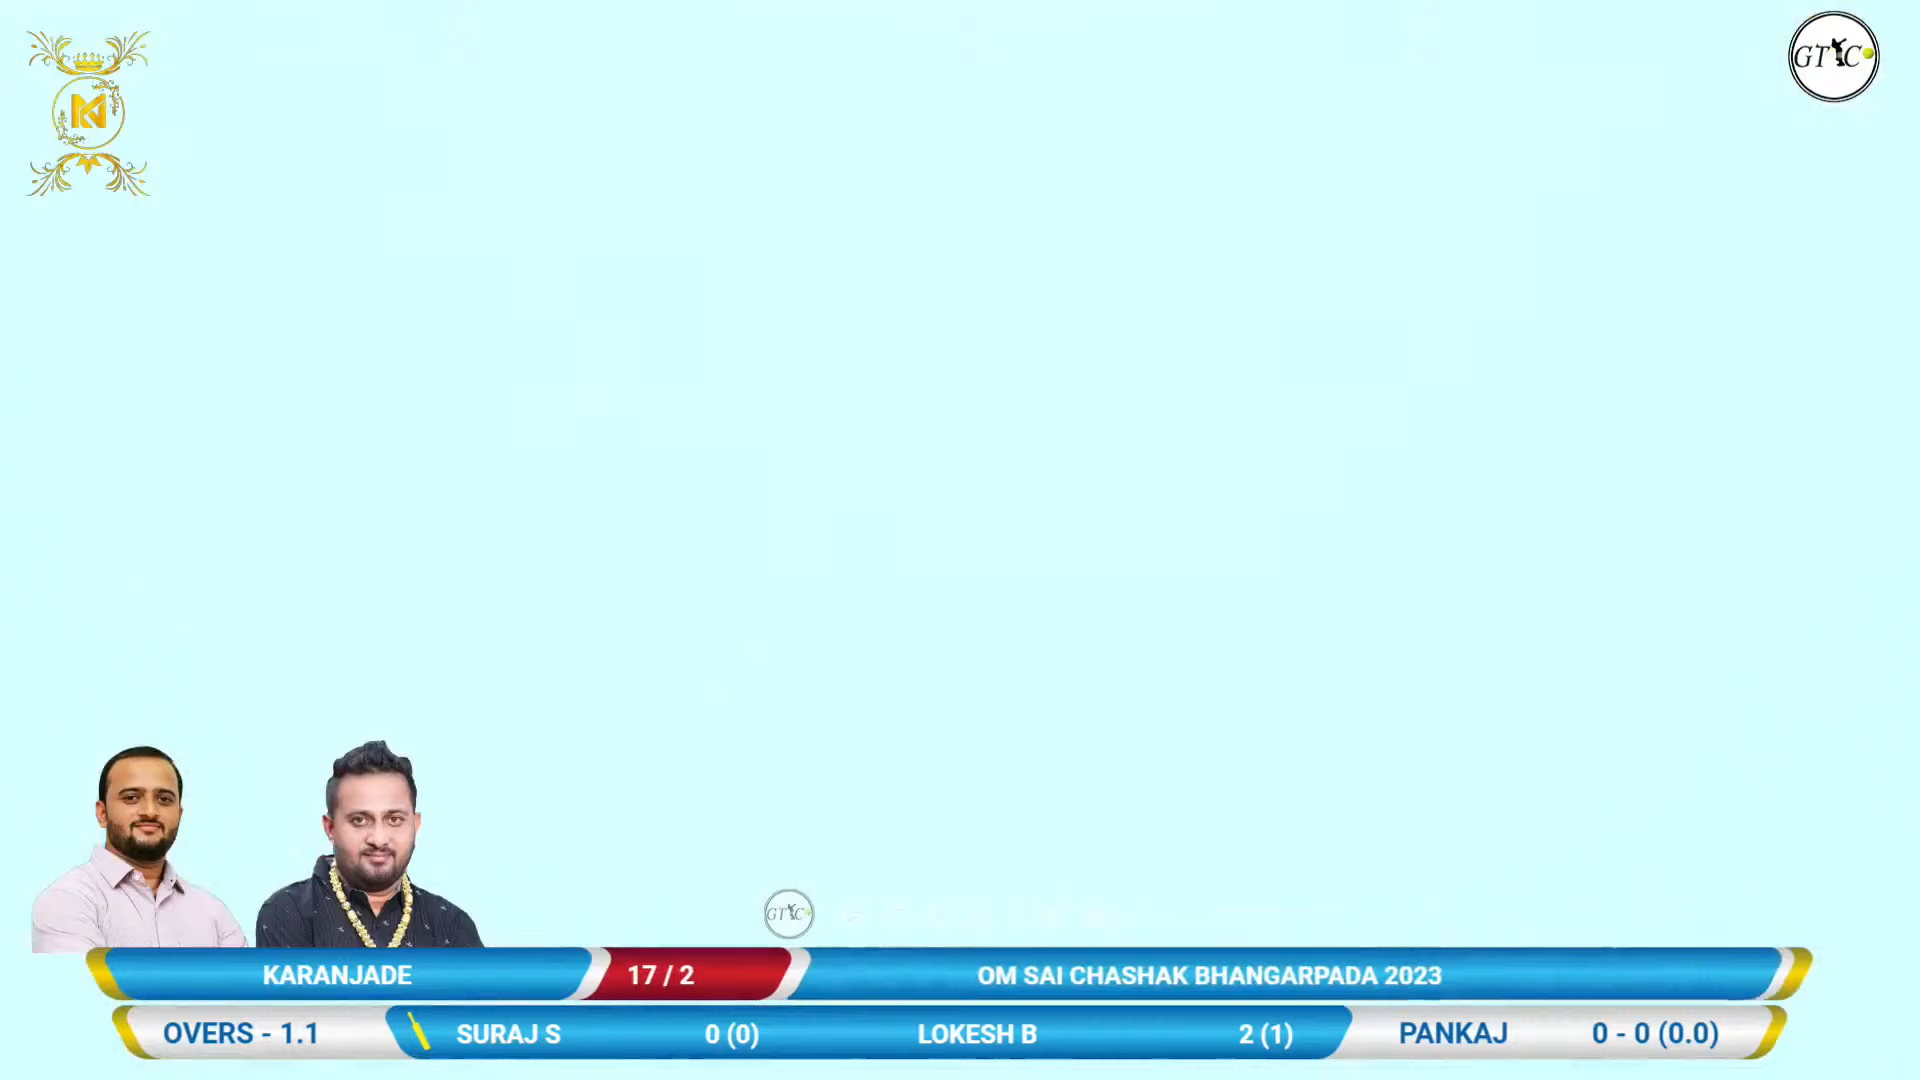 GTCC
KARANJADE 17 / 2 OM SAI CHASHAK BHANGARPADA 2023
OVERS - 1.1 SURAJ S 0 (0) LOKESH B 2 (1) PANKAJ 0 - 0 (0.0)